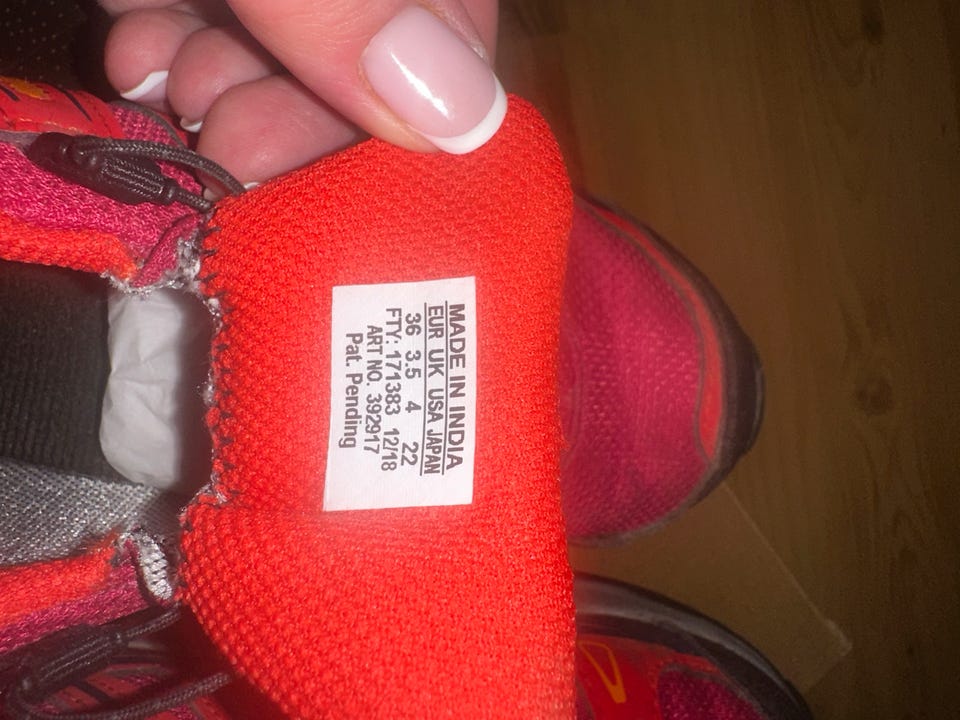 MADE IN INDIA
EUR UK USA JAPAN
36 3.5 4 22
FTY: 171383 12/18
ART NO. 392917
Pat. Pending